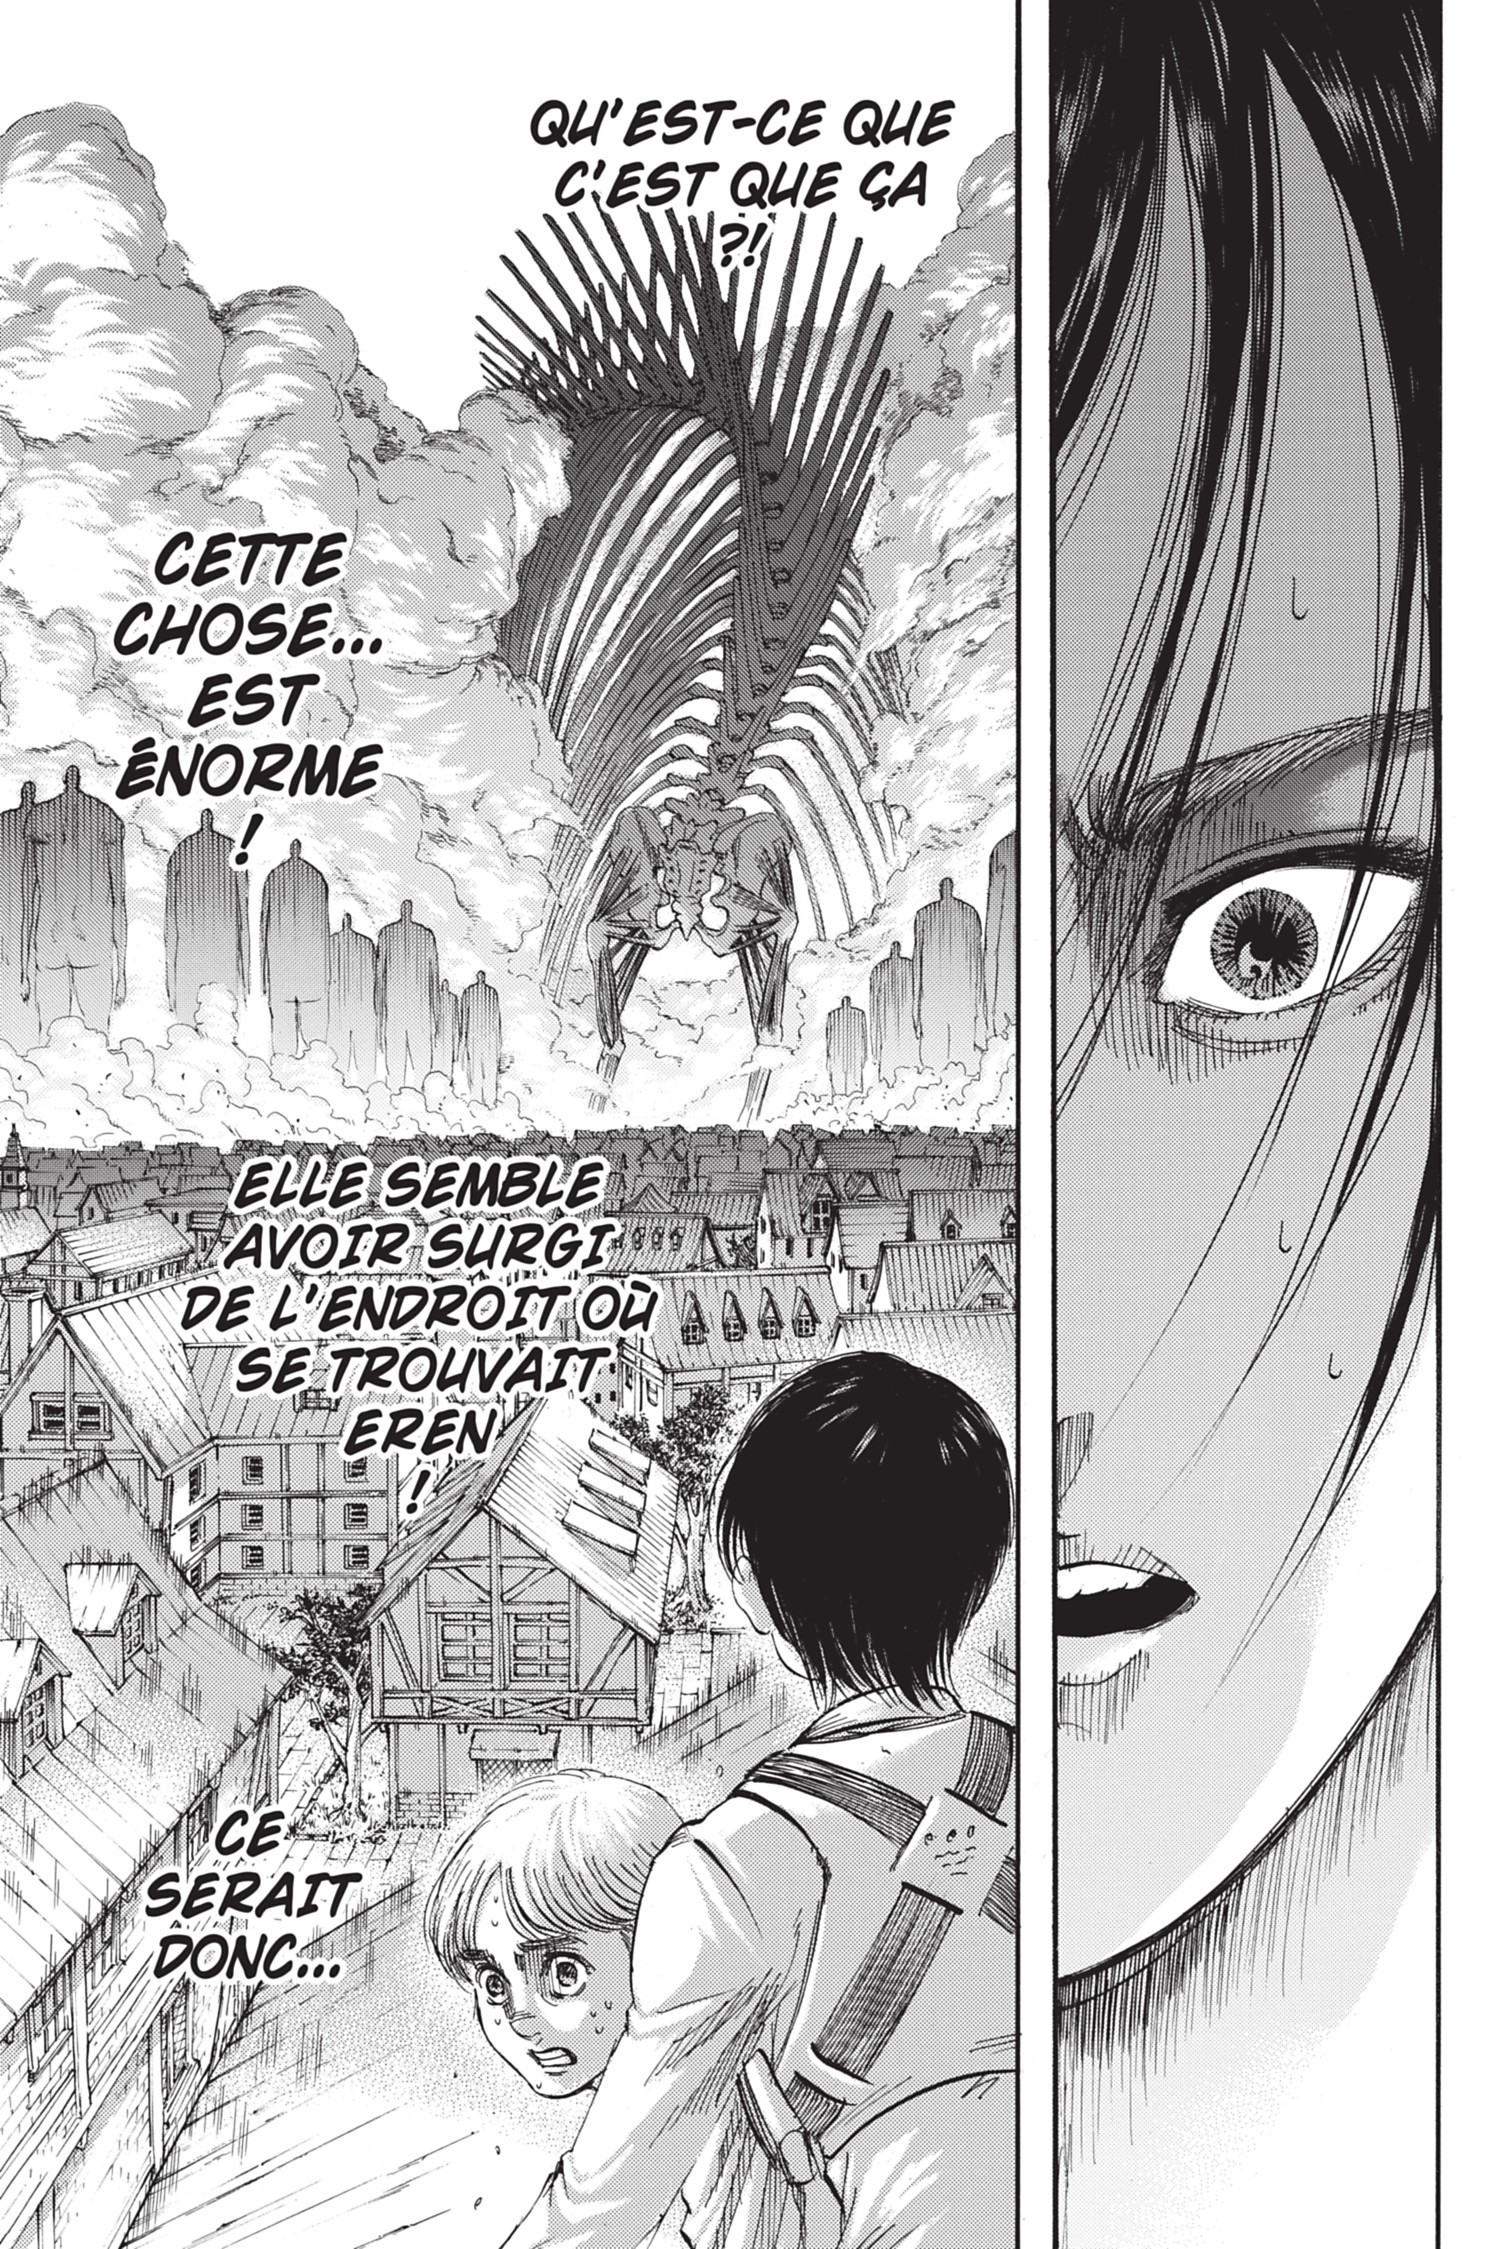 QU'EST-CE QUE
C'EST QUE ÇA
?!
CETTE
CHOSE...
EST
ÉNORME
!
ELLE SEMBLE
AVOIR SURGI
DE L'ENDROIT OÙ
SE TROUVAIT
EREN
!
CE
SERAIT
DONC...